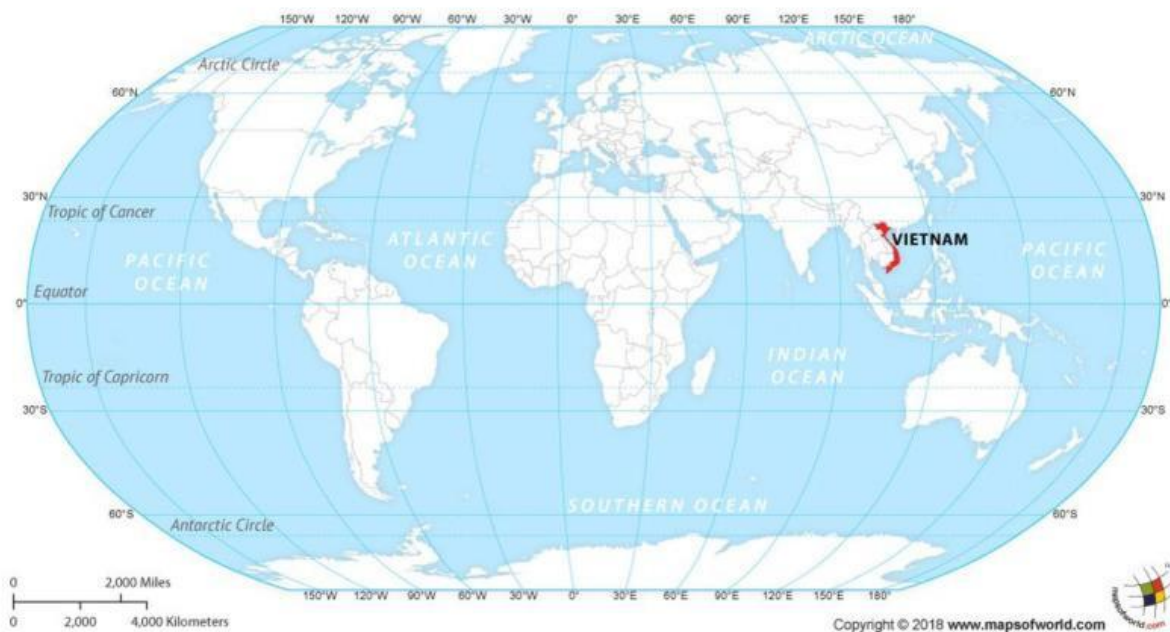 150°W 120°W 90°W 60°W 30°W 0° 30°E 60°E 90°E 120°E 150°E 180°
ARCTIC OCEAN
Arctic Circle
60°N 60°N
30°N 30°N
Tropic of Cancer
VIETNAM
ATLANTIC
OCEAN
PACIFIC
OCEAN
PACIFIC
OCEAN
Equator
0° 0°
INDIAN
OCEAN
Tropic of Capricorn
30°S 30°S
SOUTHERN OCEAN
60°S 60°S
Antarctic Circle
150°W 120°W 90°W 60°W 30°W 0° 30°E 60°E 90°E 120°E 150°E 180°
0 2,000 Miles
0 2,000 4,000 Kilometers
mapsofworld.com
Copyright © 2018 www.mapsofworld.com